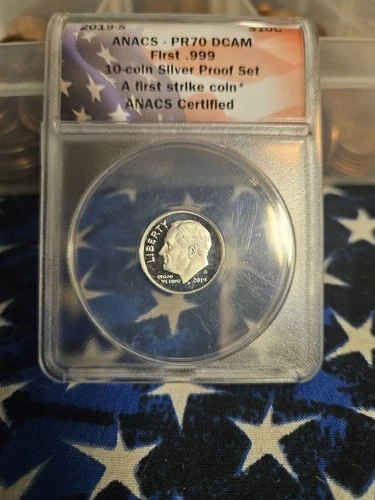 2019-S S10C
ANACS - PR70 DCAM
First .999
10-coin Silver Proof Set
A first strike coin*
ANACS Certified
LIBERTY
IN GOD
WE TRUST
S
2019